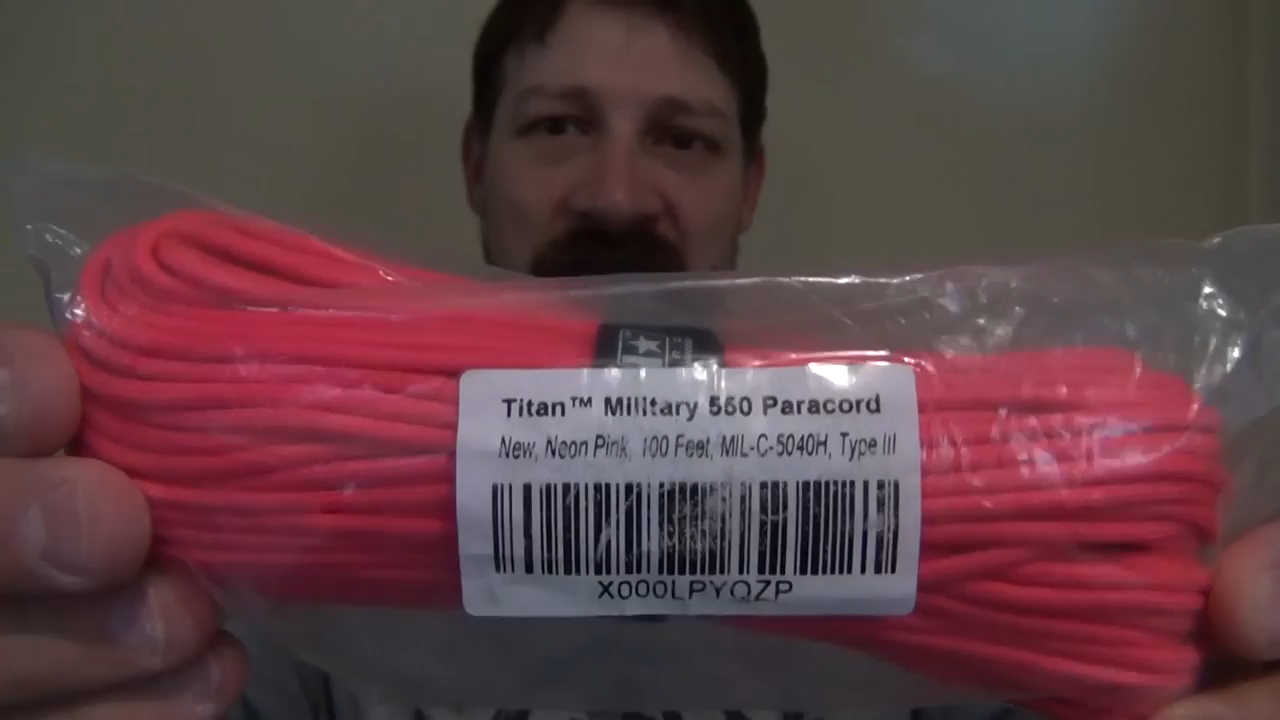 Titan™ Military 550 Paracord
New, Neon Pink, 100 Feet, MIL-C-5040H, Type III
X000LPYQZP